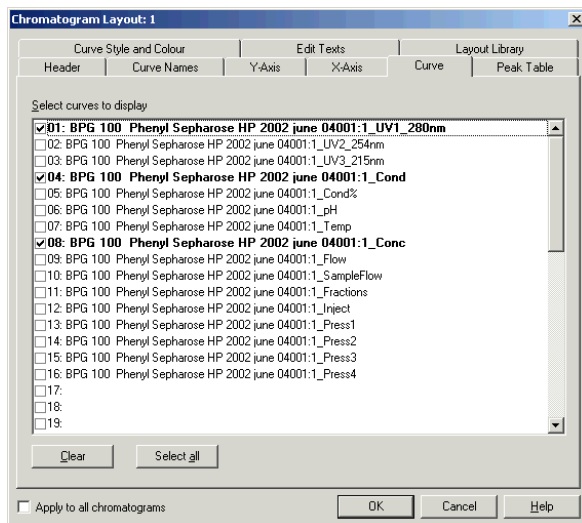 Chromatogram Layout: 1
Curve Style and Colour Edit Texts Layout Library
Header Curve Names Y-Axis X-Axis Curve Peak Table
Select curves to display
01: BPG 100 Phenyl Sepharose HP 2002 june 04001:1_UV1_280nm
02: BPG 100 Phenyl Sepharose HP 2002 june 04001:1_UV2_254nm
03: BPG 100 Phenyl Sepharose HP 2002 june 04001:1_UV3_215nm
04: BPG 100 Phenyl Sepharose HP 2002 june 04001:1_Cond
05: BPG 100 Phenyl Sepharose HP 2002 june 04001:1_Cond%
06: BPG 100 Phenyl Sepharose HP 2002 june 04001:1_pH
07: BPG 100 Phenyl Sepharose HP 2002 june 04001:1_Temp
08: BPG 100 Phenyl Sepharose HP 2002 june 04001:1_Conc
09: BPG 100 Phenyl Sepharose HP 2002 june 04001:1_Flow
10: BPG 100 Phenyl Sepharose HP 2002 june 04001:1_SampleFlow
11: BPG 100 Phenyl Sepharose HP 2002 june 04001:1_Fractions
12: BPG 100 Phenyl Sepharose HP 2002 june 04001:1_Inject
13: BPG 100 Phenyl Sepharose HP 2002 june 04001:1_Press1
14: BPG 100 Phenyl Sepharose HP 2002 june 04001:1_Press2
15: BPG 100 Phenyl Sepharose HP 2002 june 04001:1_Press3
16: BPG 100 Phenyl Sepharose HP 2002 june 04001:1_Press4
17:
18:
19:
Clear Select all
Apply to all chromatograms OK Cancel Help